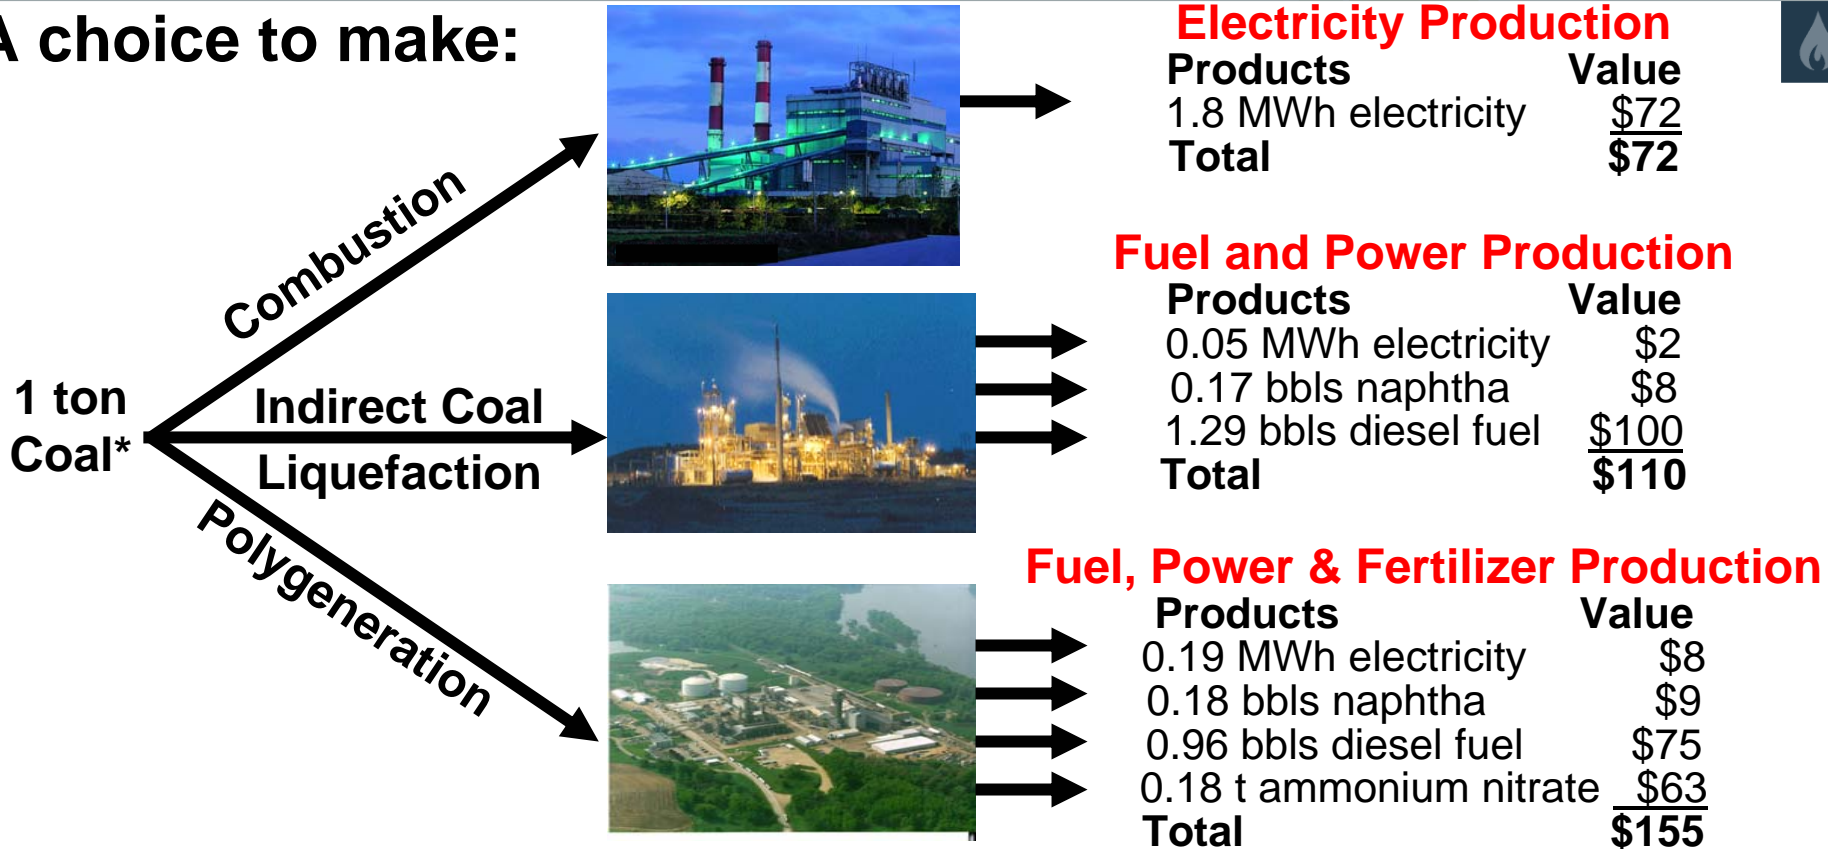 A choice to make:
Combustion
1 ton
Coal*
Indirect Coal
Liquefaction
Polygeneration
Electricity Production
Products Value
1.8 MWh electricity $72
Total $72
Fuel and Power Production
Products Value
0.05 MWh electricity $2
0.17 bbls naphtha $8
1.29 bbls diesel fuel $100
Total $110
Fuel, Power & Fertilizer Production
Products Value
0.19 MWh electricity $8
0.18 bbls naphtha $9
0.96 bbls diesel fuel $75
0.18 t ammonium nitrate $63
Total $155